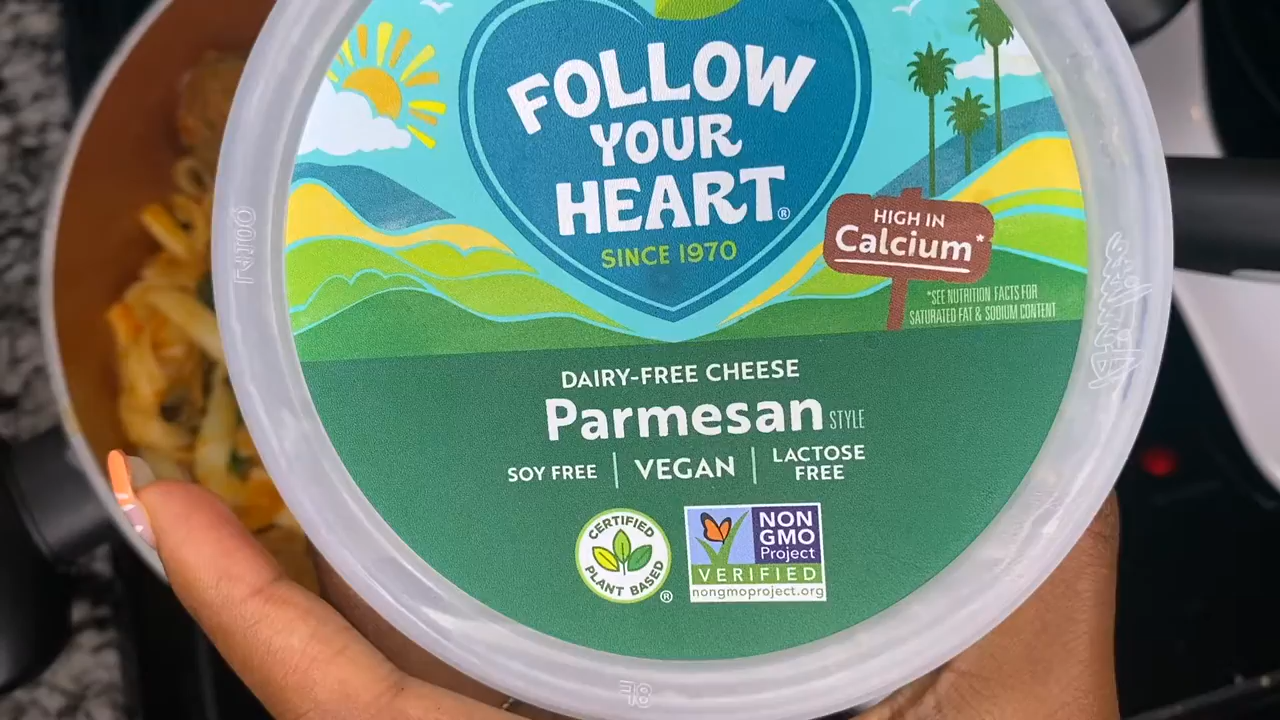 FOLLOW
YOUR
HEART®
SINCE 1970
HIGH IN
Calcium*
*SEE NUTRITION FACTS FOR
SATURATED FAT & SODIUM CONTENT
DAIRY-FREE CHEESE
Parmesan STYLE
SOY FREE | VEGAN | LACTOSE FREE
CERTIFIED
PLANT BASED®
NON
GMO
Project
VERIFIED
nongmoproject.org